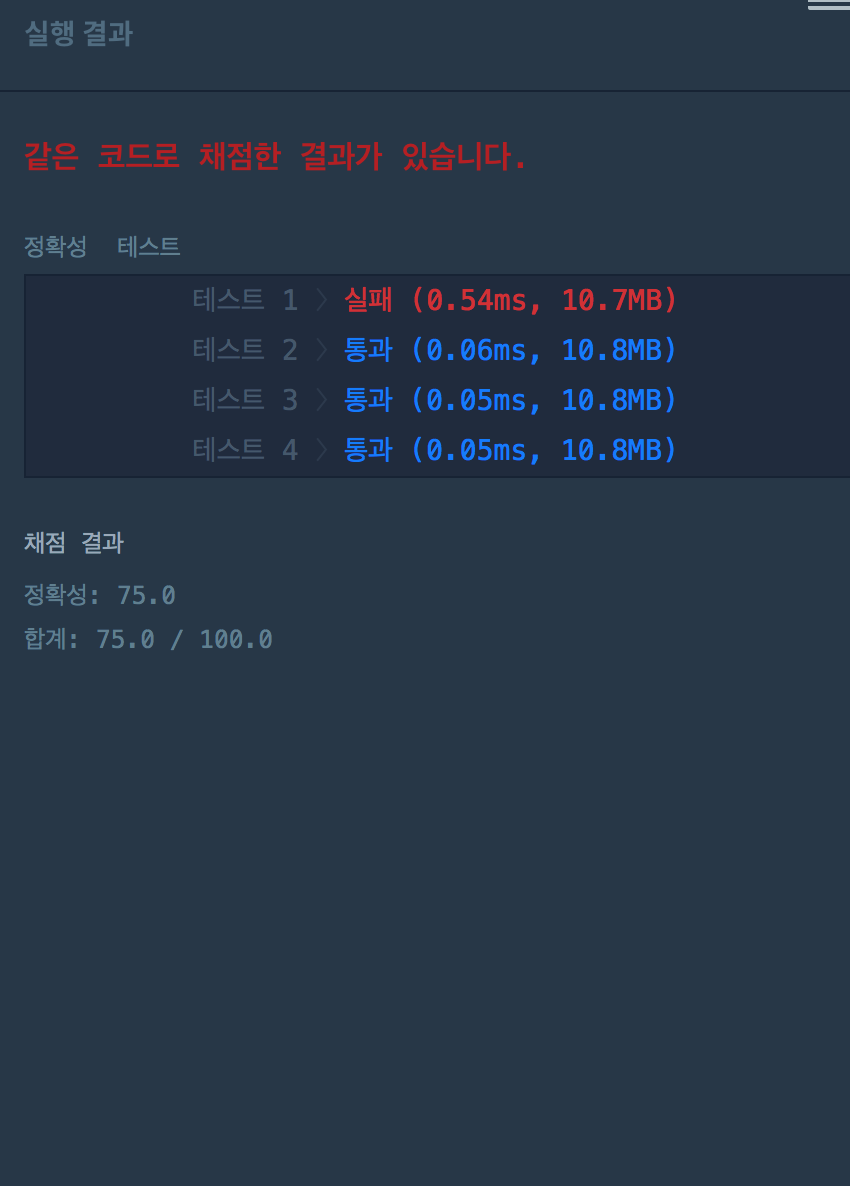 실행 결과
같은 코드로 채점한 결과가 있습니다.
정확성 테스트
테스트 1 〉 실패 (0.54ms, 10.7MB)
테스트 2 〉 통과 (0.06ms, 10.8MB)
테스트 3 〉 통과 (0.05ms, 10.8MB)
테스트 4 〉 통과 (0.05ms, 10.8MB)
채점 결과
정확성: 75.0
합계: 75.0 / 100.0